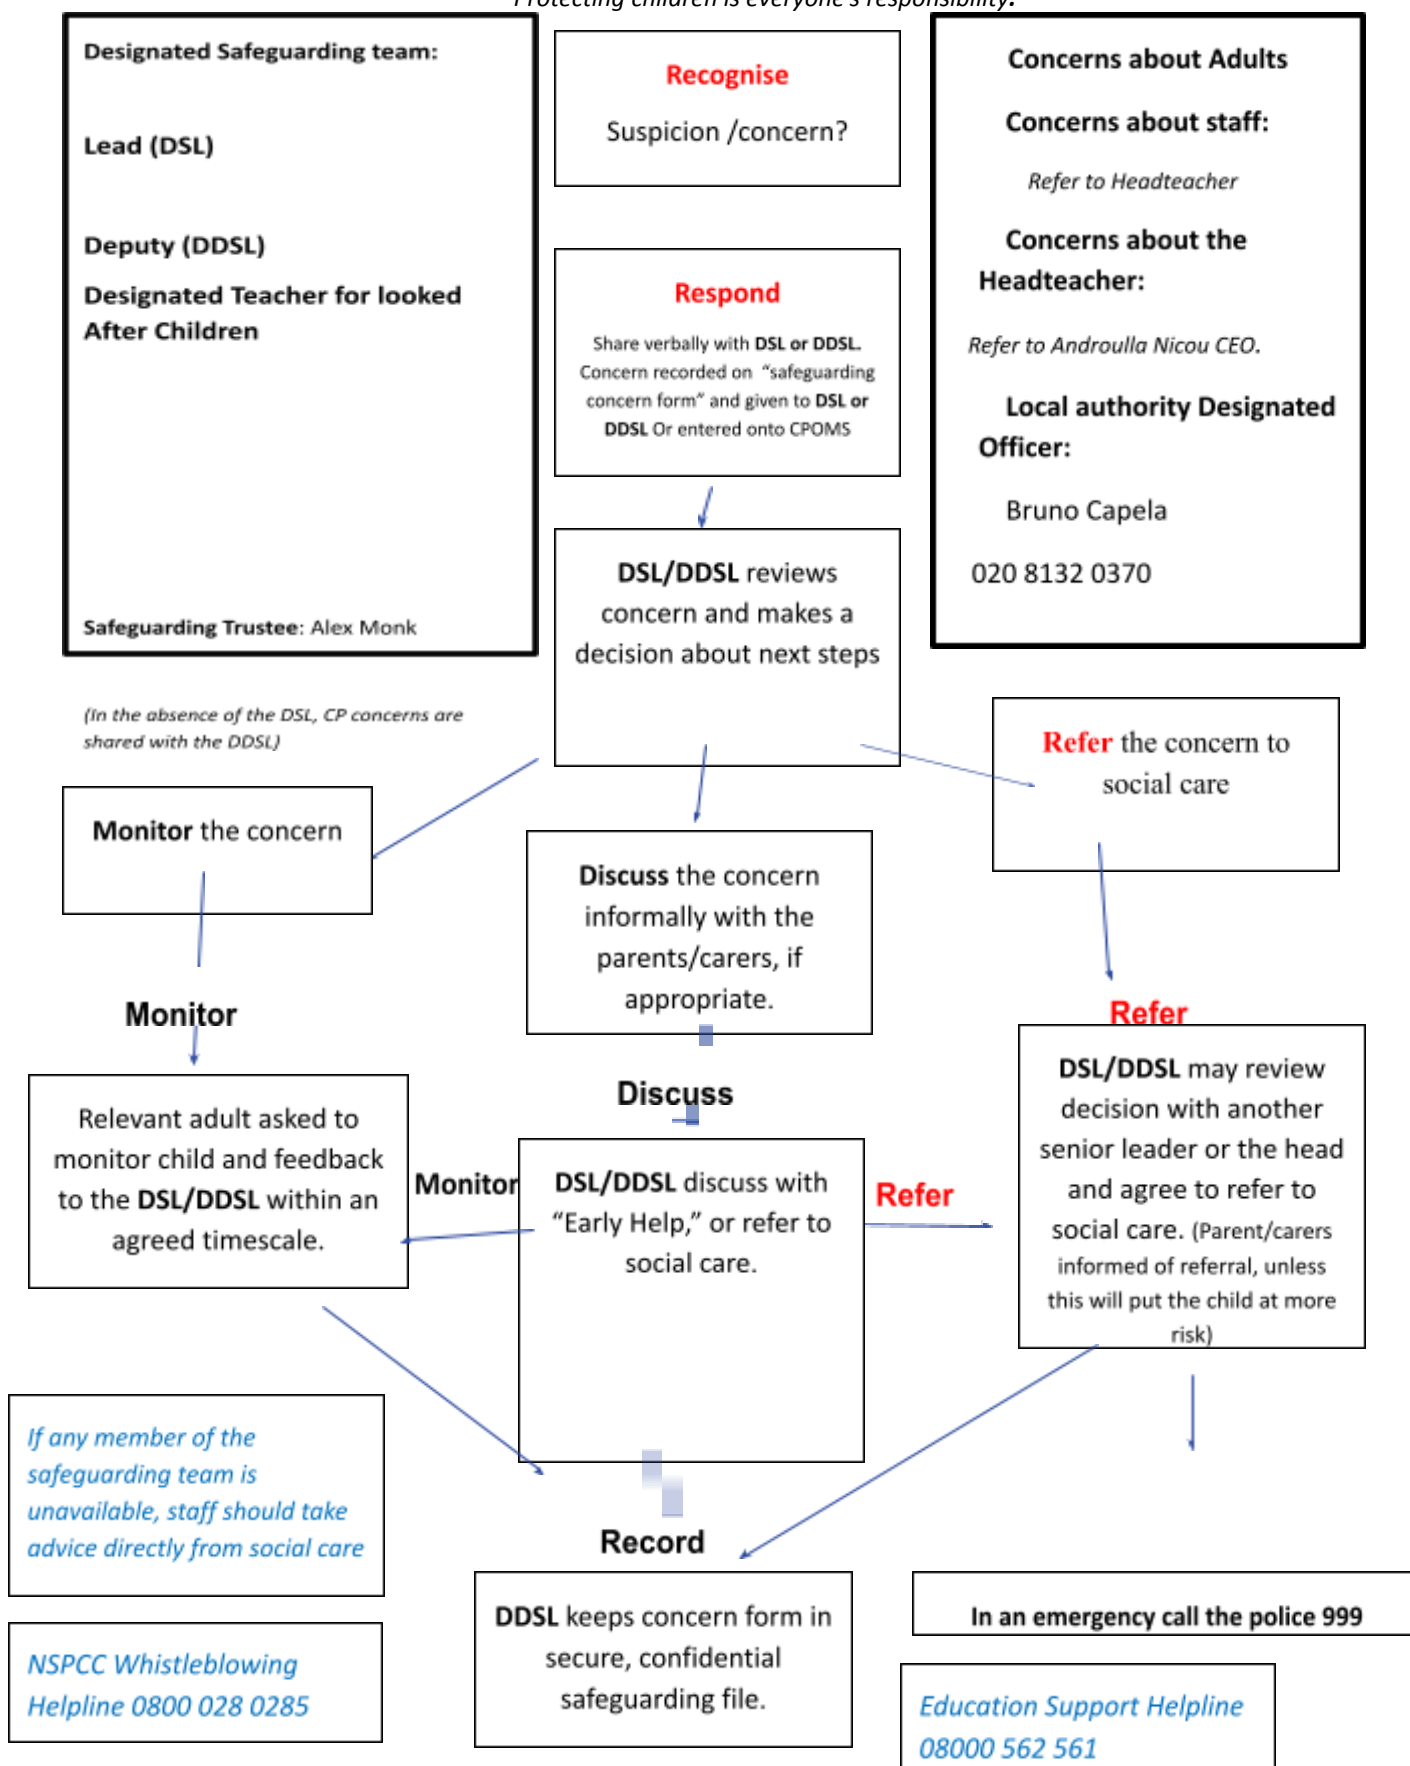 Protecting children is everyone's responsibility.
Designated Safeguarding team:
Lead (DSL)
Deputy (DDSL)
Designated Teacher for looked
After Children
Safeguarding Trustee: Alex Monk
(In the absence of the DSL, CP concerns are
shared with the DDSL)
Recognise
Suspicion /concern?
Respond
Share verbally with DSL or DDSL.
Concern recorded on "safeguarding
concern form" and given to DSL or
DDSL Or entered onto CPOMS
DSL/DDSL reviews
concern and makes a
decision about next steps
Concerns about Adults
Concerns about staff:
Refer to Headteacher
Concerns about the
Headteacher:
Refer to Androulla Nicou CEO.
Local authority Designated
Officer:
Bruno Capela
020 8132 0370
Monitor the concern
Discuss the concern
informally with the
parents/carers, if
appropriate.
Refer the concern to
social care
Monitor
Discuss
Refer
Relevant adult asked to
monitor child and feedback
to the DSL/DDSL within an
agreed timescale.
Monitor
DSL/DDSL discuss with
"Early Help," or refer to
social care.
Refer
DSL/DDSL may review
decision with another
senior leader or the head
and agree to refer to
social care. (Parent/carers
informed of referral, unless
this will put the child at more
risk)
If any member of the
safeguarding team is
unavailable, staff should take
advice directly from social care
NSPCC Whistleblowing
Helpline 0800 028 0285
Record
DDSL keeps concern form in
secure, confidential
safeguarding file.
In an emergency call the police 999
Education Support Helpline
08000 562 561